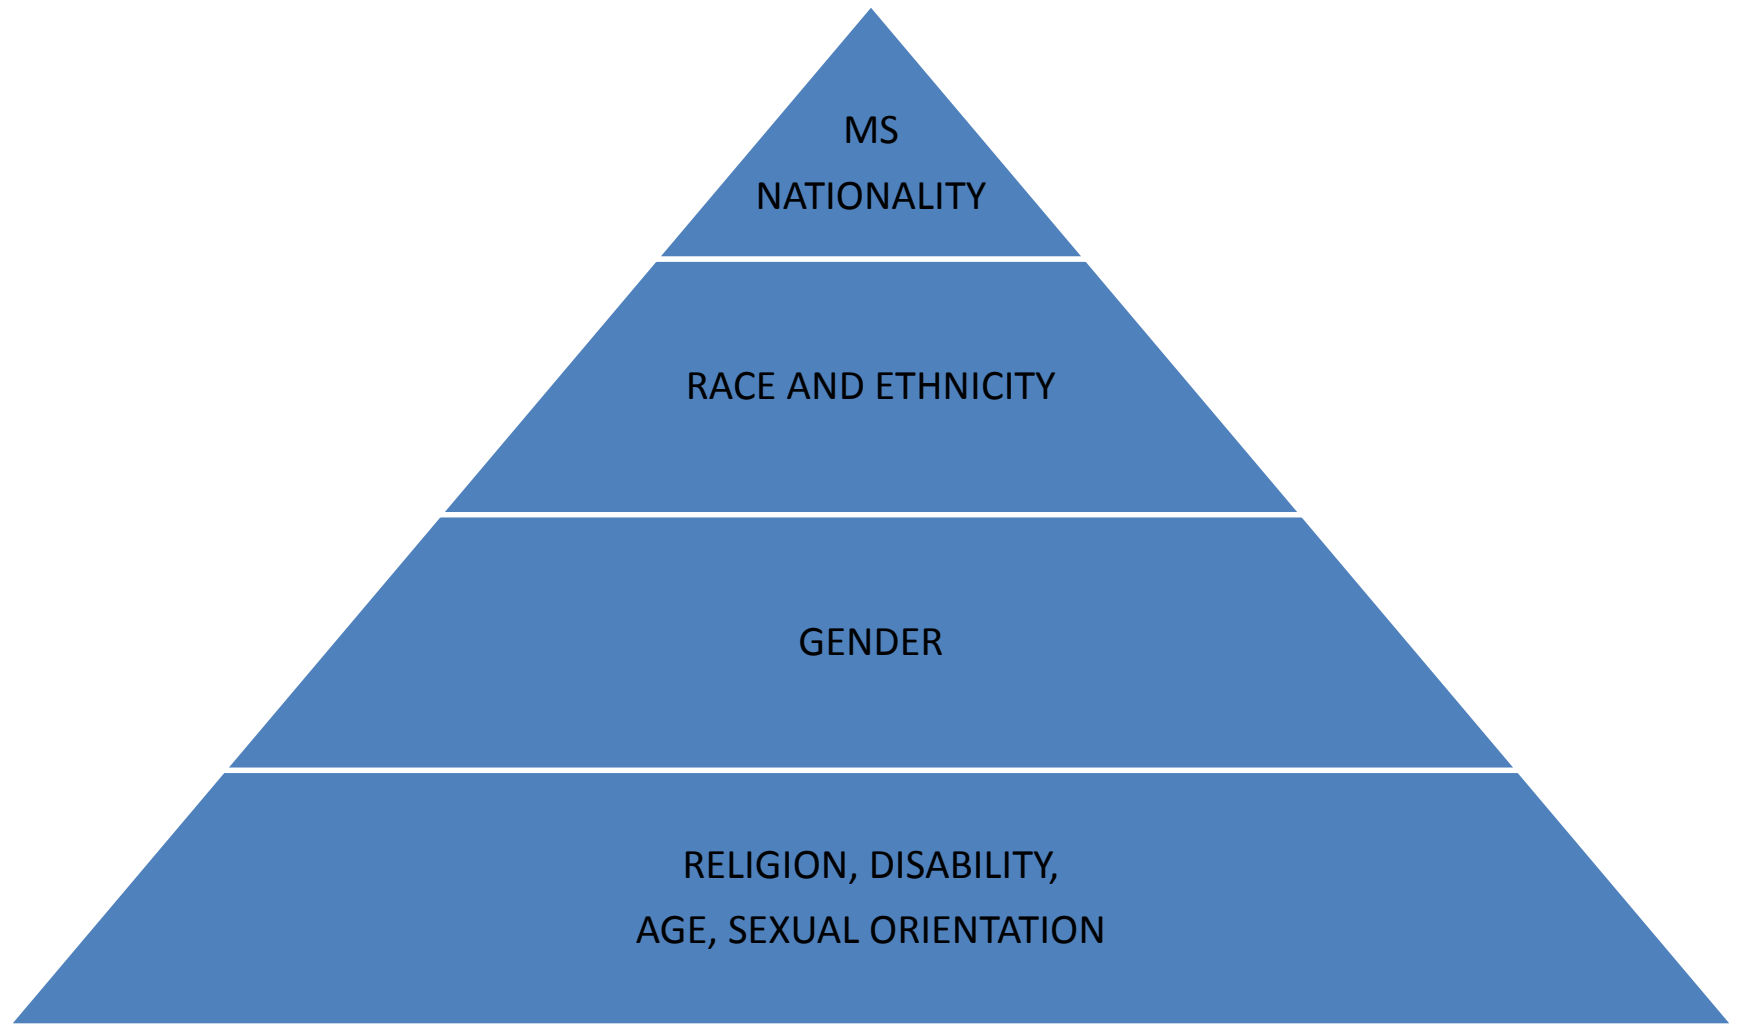 MS
NATIONALITY
RACE AND ETHNICITY
GENDER
RELIGION, DISABILITY,
AGE, SEXUAL ORIENTATION